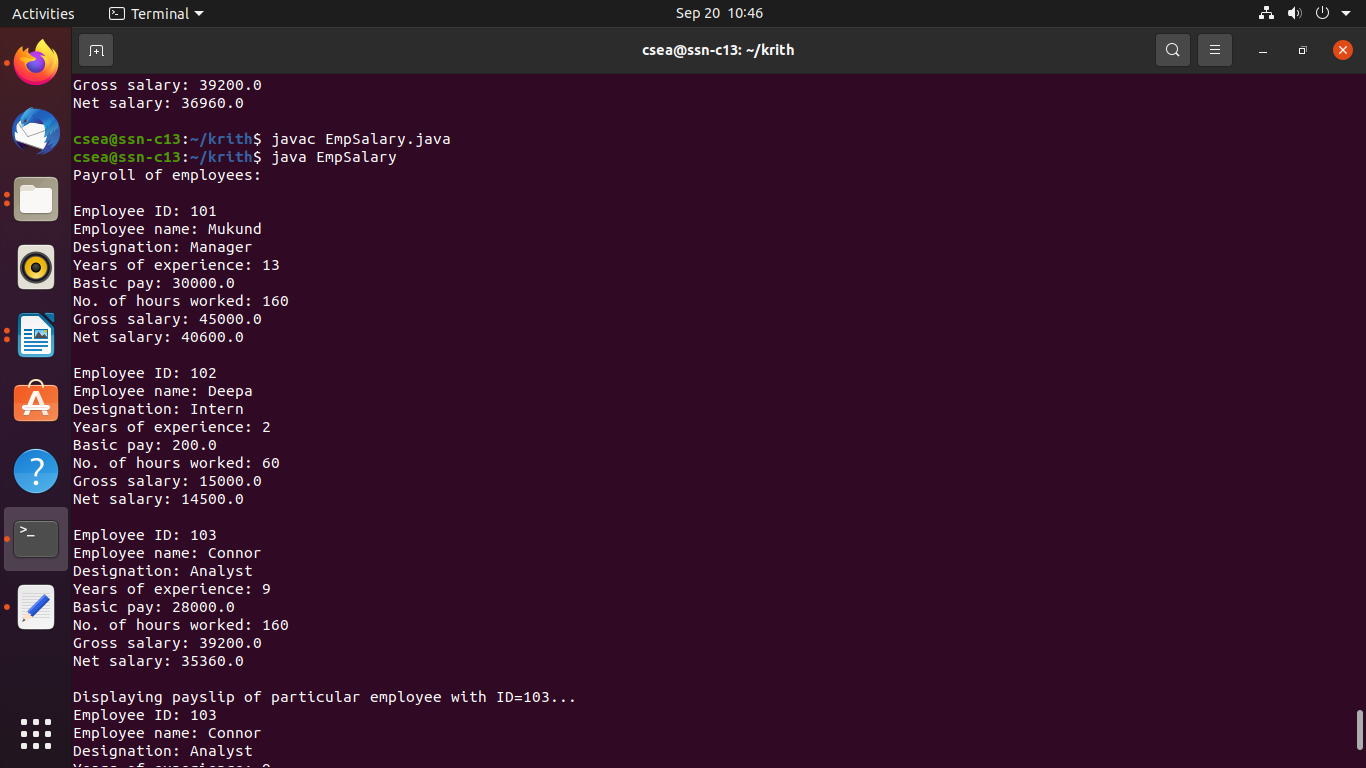 Activities
Terminal
Sep 20 10:46
csea@ssn-c13: ~/krith
Gross salary: 39200.0
Net salary: 36960.0
csea@ssn-c13:~/krith$ javac EmpSalary.java
csea@ssn-c13:~/krith$ java EmpSalary
Payroll of employees:
Employee ID: 101
Employee name: Mukund
Designation: Manager
Years of experience: 13
Basic pay: 30000.0
No. of hours worked: 160
Gross salary: 45000.0
Net salary: 40600.0
Employee ID: 102
Employee name: Deepa
Designation: Intern
Years of experience: 2
Basic pay: 200.0
No. of hours worked: 60
Gross salary: 15000.0
Net salary: 14500.0
Employee ID: 103
Employee name: Connor
Designation: Analyst
Years of experience: 9
Basic pay: 28000.0
No. of hours worked: 160
Gross salary: 39200.0
Net salary: 35360.0
Displaying payslip of particular employee with ID=103...
Employee ID: 103
Employee name: Connor
Designation: Analyst
Years of experience: 9